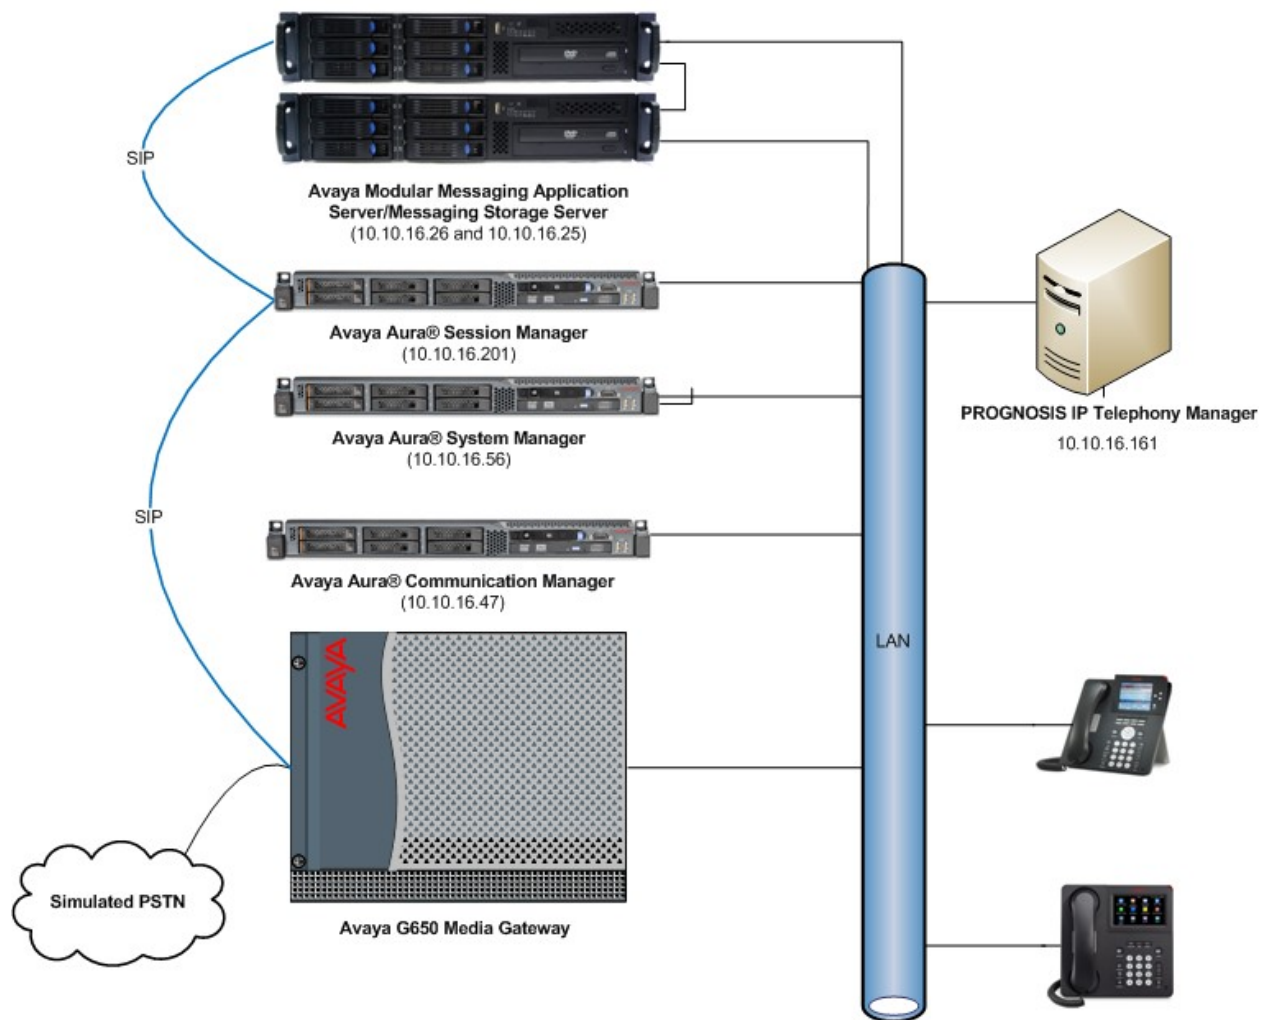 SIP
Avaya Modular Messaging Application
Server/Messaging Storage Server
(10.10.16.26 and 10.10.16.25)
Avaya Aura® Session Manager
(10.10.16.201)
Avaya Aura® System Manager
(10.10.16.56)
PROGNOSIS IP Telephony Manager
10.10.16.161
SIP
Avaya Aura® Communication Manager
(10.10.16.47)
LAN
AVAYA
Simulated PSTN
Avaya G650 Media Gateway